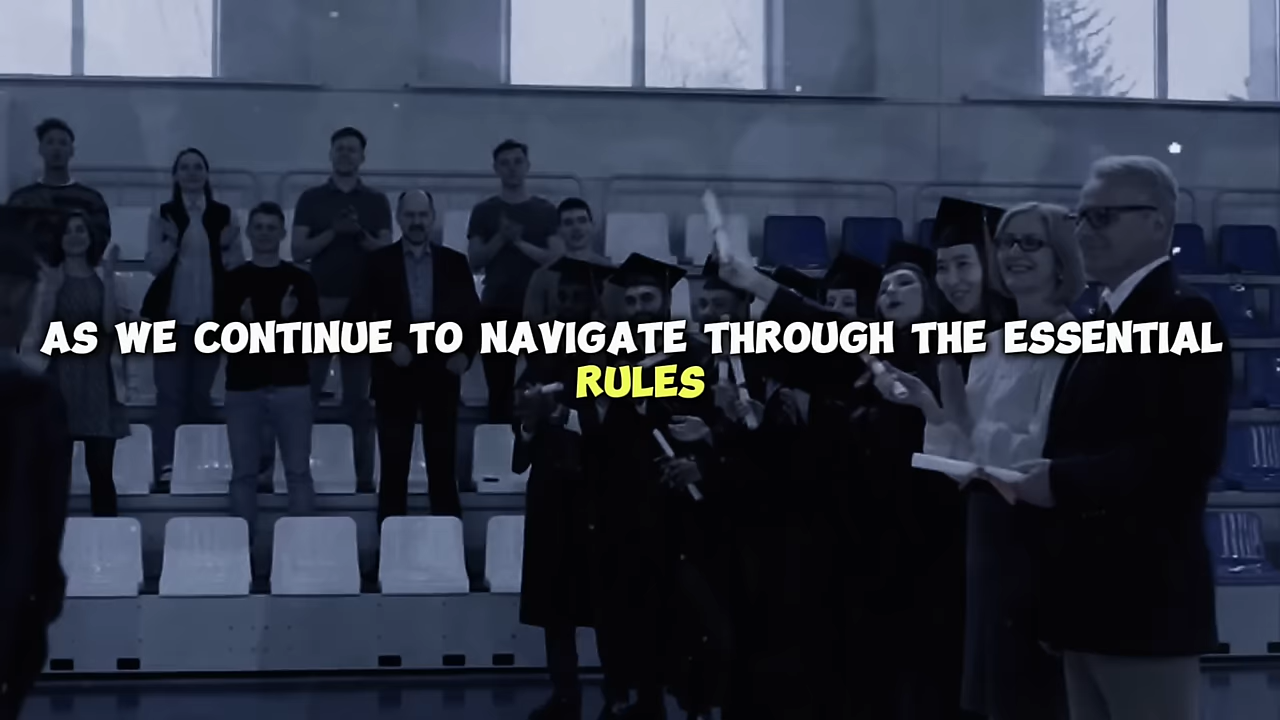 AS WE CONTINUE TO NAVIGATE THROUGH THE ESSENTIAL
RULES